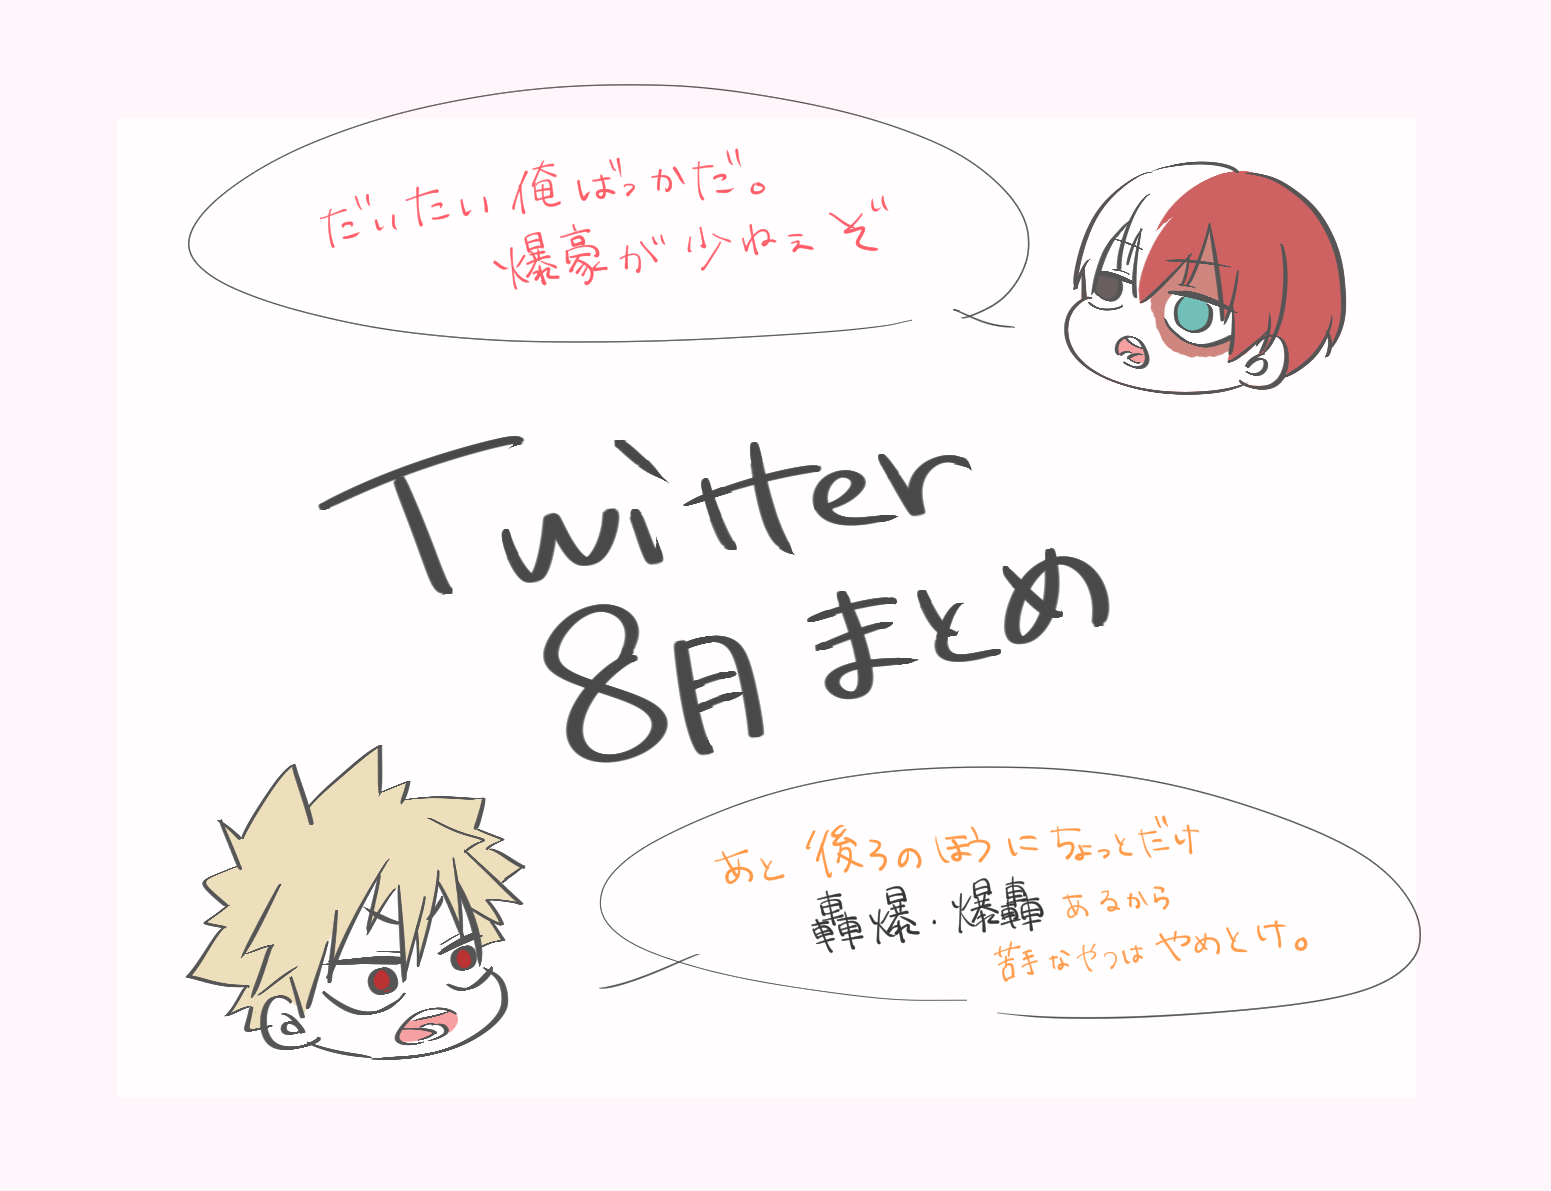 だいたい俺ばっかだ。
爆豪が少ねェぞ
Twitter
8月まとめ
あと後ろのほうにちょっとだけ
轟爆・爆轟あるから
苦手なやつはやめとけ。